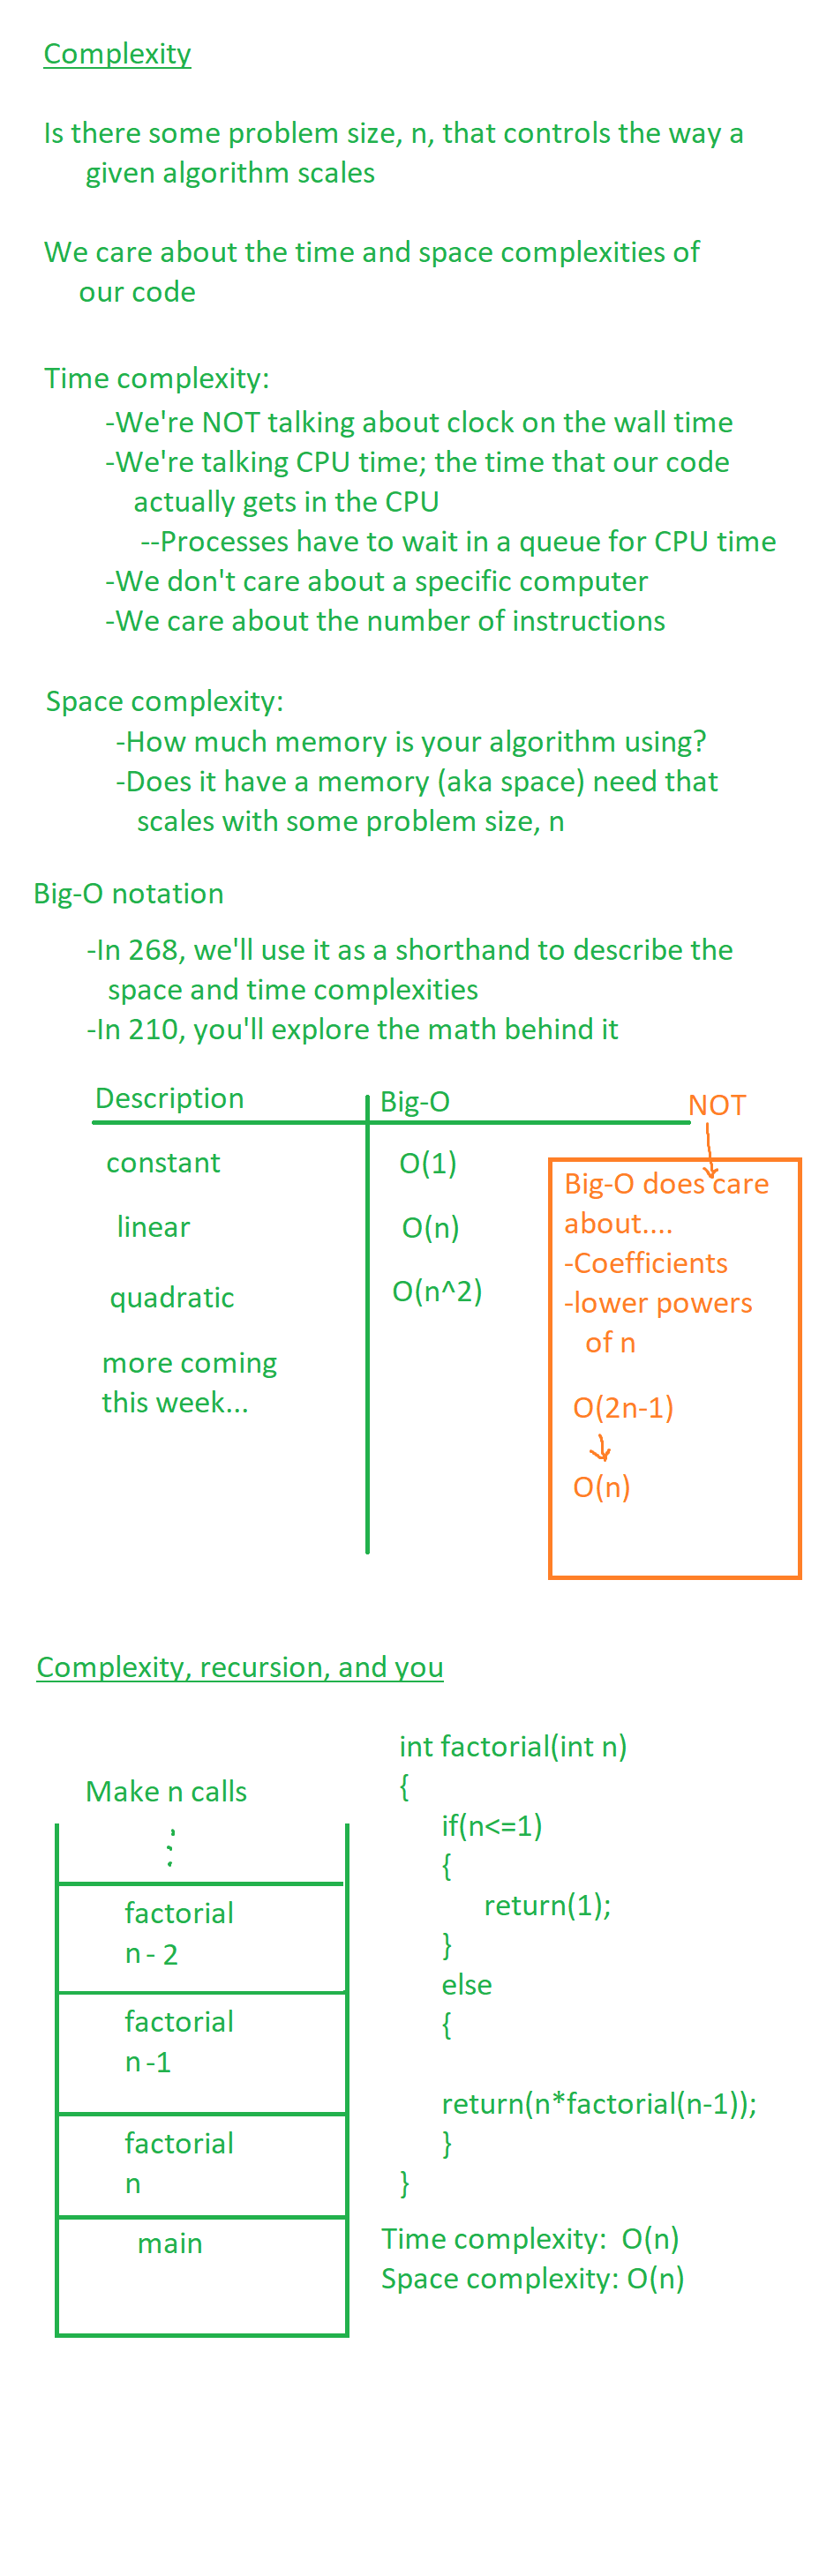 Complexity
Is there some problem size, n, that controls the way a
given algorithm scales
We care about the time and space complexities of
our code
Time complexity:
-We're NOT talking about clock on the wall time
-We're talking CPU time; the time that our code
actually gets in the CPU
--Processes have to wait in a queue for CPU time
-We don't care about a specific computer
-We care about the number of instructions
Space complexity:
-How much memory is your algorithm using?
-Does it have a memory (aka space) need that
scales with some problem size, n
Big-O notation
-In 268, we'll use it as a shorthand to describe the
space and time complexities
-In 210, you'll explore the math behind it
Description Big-O
constant O(1)
linear O(n)
quadratic O(n^2)
more coming
this week...
NOT
Big-O does care
about....
-Coefficients
-lower powers
of n
O(2n-1)
O(n)
Complexity, recursion, and you
Make n calls
factorial
n - 2
factorial
n -1
factorial
n
main
int factorial(int n)
{
if(n<=1)
{
return(1);
}
else
{
return(n*factorial(n-1));
}
}
Time complexity: O(n)
Space complexity: O(n)